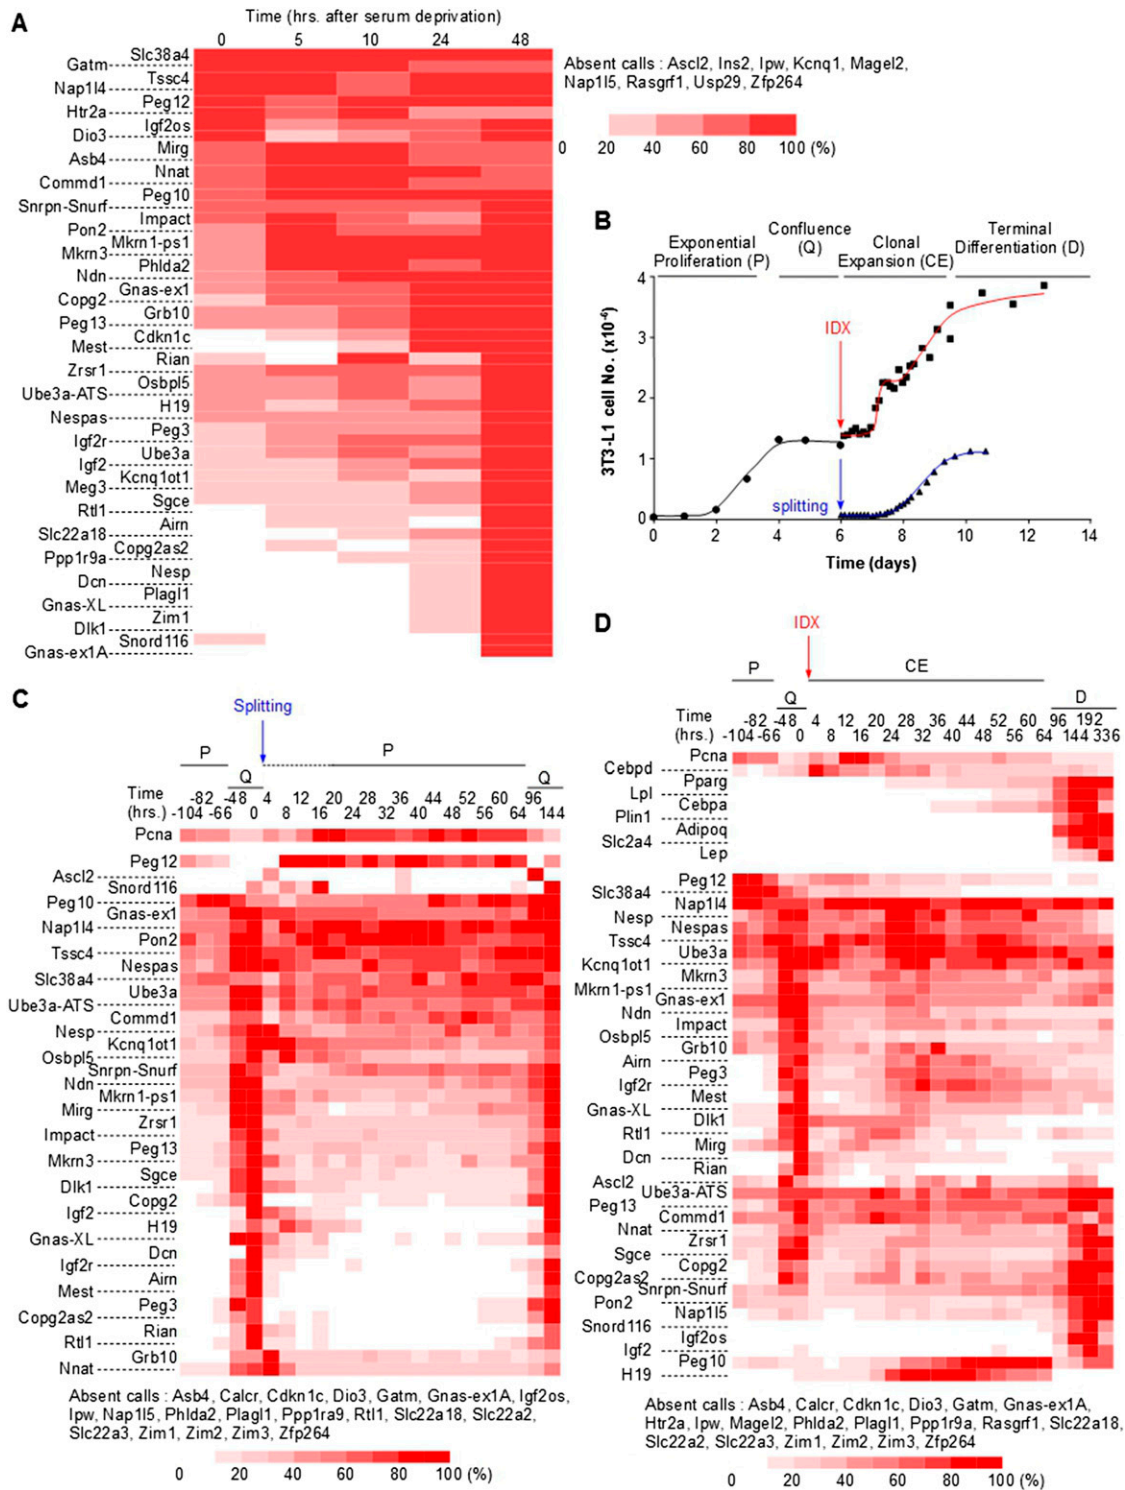 A
Time (hrs. after serum deprivation)
0 5 10 24 48
Slc38a4
Gatm
Tssc4
Nap1l4
Peg12
Htr2a
Igf2os
Dio3
Mirg
Asb4
Nnat
Commd1
Peg10
Snrpn-Snurf
Impact
Pon2
Mkrn1-ps1
Mkrn3
Phlda2
Ndn
Gnas-ex1
Copg2
Grb10
Peg13
Cdkn1c
Mest
Rian
Zrsr1
Osbpl5
Ube3a-ATS
H19
Nespas
Peg3
Igf2r
Ube3a
Igf2
Kcnq1ot1
Meg3
Sgce
Rtl1
Airn
Slc22a18
Copg2as2
Ppp1r9a
Nesp
Dcn
Plagl1
Gnas-XL
Zim1
Dlk1
Snord116
Gnas-ex1A
Absent calls : Ascl2, Ins2, Ipw, Kcnq1, Magel2,
Nap1l5, Rasgrf1, Usp29, Zfp264
0 20 40 60 80 100 (%)
B
Exponential
Proliferation (P)
Confluence
(Q)
Clonal
Expansion (CE)
Terminal
Differentiation (D)
3T3-L1 cell No. (x10⁻⁶)
4
3
2
1
0
IDX
splitting
0 2 4 6 8 10 12 14
Time (days)
C
Splitting
P P
Q Q
Time -82 -48 4 12 20 28 36 44 52 60 96
(hrs.) -104 -66 0 8 16 24 32 40 48 56 64 144
Pcna
Peg12
Ascl2
Snord116
Peg10
Gnas-ex1
Nap1l4
Pon2
Tssc4
Nespas
Slc38a4
Ube3a
Ube3a-ATS
Commd1
Nesp
Kcnq1ot1
Osbpl5
Snrpn-Snurf
Ndn
Mkrn1-ps1
Mirg
Zrsr1
Impact
Peg13
Mkrn3
Sgce
Dlk1
Copg2
Igf2
H19
Gnas-XL
Dcn
Igf2r
Airn
Mest
Peg3
Copg2as2
Rian
Rtl1
Grb10
Nnat
Absent calls : Asb4, Calcr, Cdkn1c, Dio3, Gatm, Gnas-ex1A, Igf2os,
Ipw, Nap1l5, Phlda2, Plagl1, Ppp1ra9, Rtl1, Slc22a18, Slc22a2,
Slc22a3, Zim1, Zim2, Zim3, Zfp264
0 20 40 60 80 100 (%)
D
IDX
P CE
Q D
Time -82 -48 4 12 20 28 36 44 52 60 96 192
(hrs.) -104 -66 0 8 16 24 32 40 48 56 64 144 336
Pcna
Cebpd
Pparg
Lpl
Cebpa
Plin1
Adipoq
Slc2a4
Lep
Peg12
Slc38a4
Nap1l4
Nesp
Nespas
Tssc4
Ube3a
Kcnq1ot1
Mkrn3
Mkrn1-ps1
Gnas-ex1
Ndn
Impact
Osbpl5
Grb10
Airn
Peg3
Igf2r
Mest
Gnas-XL
Dlk1
Rtl1
Mirg
Dcn
Rian
Ascl2
Ube3a-ATS
Peg13
Commd1
Nnat
Zrsr1
Sgce
Copg2
Copg2as2
Snrpn-Snurf
Pon2
Nap1l5
Snord116
Igf2os
Igf2
Peg10
H19
Absent calls : Asb4, Calcr, Cdkn1c, Dio3, Gatm, Gnas-ex1A,
Htr2a, Ipw, Magel2, Phlda2, Plagl1, Ppp1r9a, Rasgrf1, Slc22a18,
Slc22a2, Slc22a3, Zim1, Zim2, Zim3, Zfp264
0 20 40 60 80 100 (%)